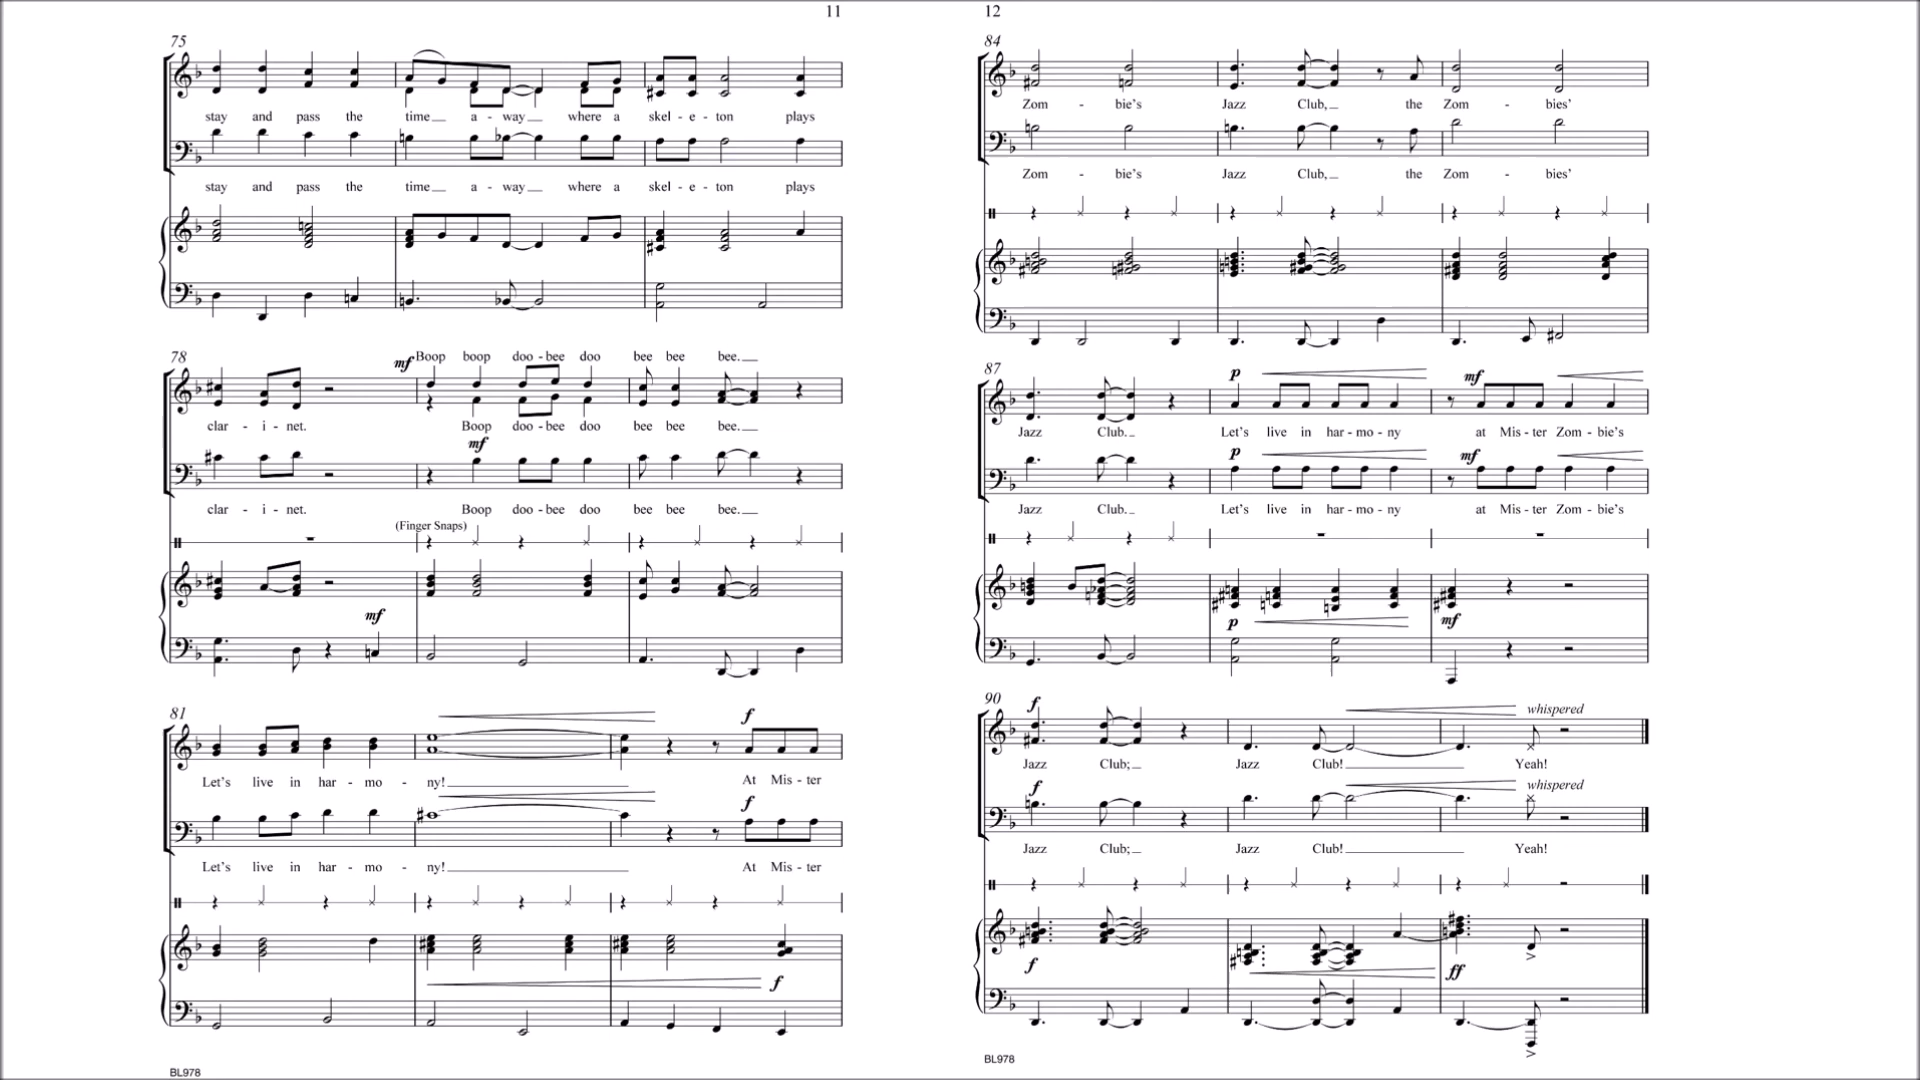 11
75
stay and pass the time a - way where a skel - e - ton plays
stay and pass the time a - way where a skel - e - ton plays
78
mf Boop boop doo - bee doo bee bee bee.
clar - i - net. Boop doo - bee doo bee bee bee.
mf
clar - i - net. Boop doo - bee doo bee bee bee.
(Finger Snaps)
mf
81
f
Let's live in har - mo - ny! At Mis - ter
f
Let's live in har - mo - ny! At Mis - ter
f
BL978
12
84
Zom - bie's Jazz Club, the Zom - bies'
Zom - bie's Jazz Club, the Zom - bies'
87
p mf
Jazz Club. Let's live in har - mo - ny at Mis - ter Zom - bie's
p mf
Jazz Club. Let's live in har - mo - ny at Mis - ter Zom - bie's
p mf
90
f whispered
Jazz Club; Jazz Club! Yeah!
f whispered
Jazz Club; Jazz Club! Yeah!
f ff
BL978